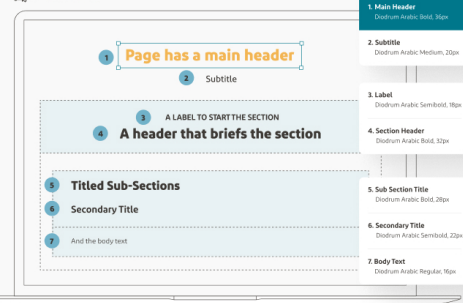 1
Page has a main header
2
Subtitle
3
A LABEL TO START THE SECTION
4
A header that briefs the section
5
Titled Sub-Sections
6
Secondary Title
7
And the body text
1. Main Header
Diodrum Arabic Bold, 36px
2. Subtitle
Diodrum Arabic Medium, 20px
3. Label
Diodrum Arabic Semibold, 18px
4. Section Header
Diodrum Arabic Bold, 32px
5. Sub Section Title
Diodrum Arabic Bold, 28px
6. Secondary Title
Diodrum Arabic Semibold, 22px
7. Body Text
Diodrum Arabic Regular, 16px